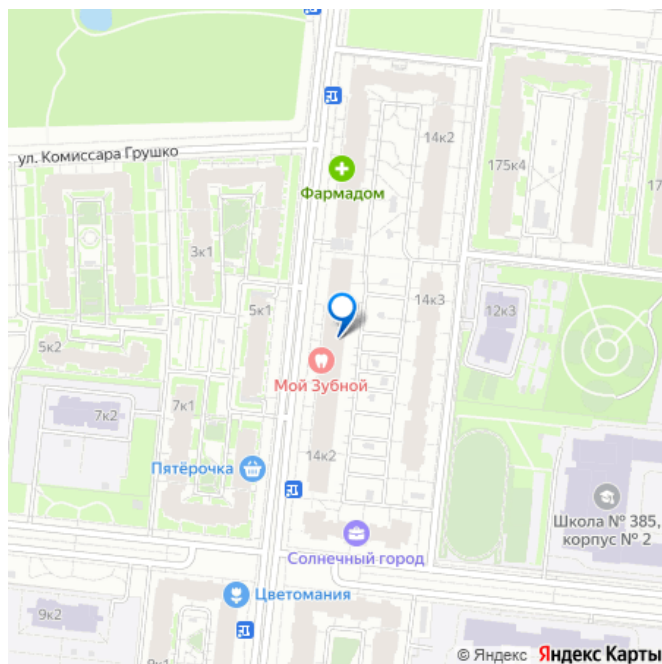 14к2
ул. Комиссара Грушко
175к4
Фармадом
3к1
14к3
5к1
12к3
5к2
Мой Зубной
7к1
7к2
14к2
Пятёрочка
Школа № 385,
корпус № 2
Солнечный город
Цветомания
9к2
© Яндекс Яндекс Карты